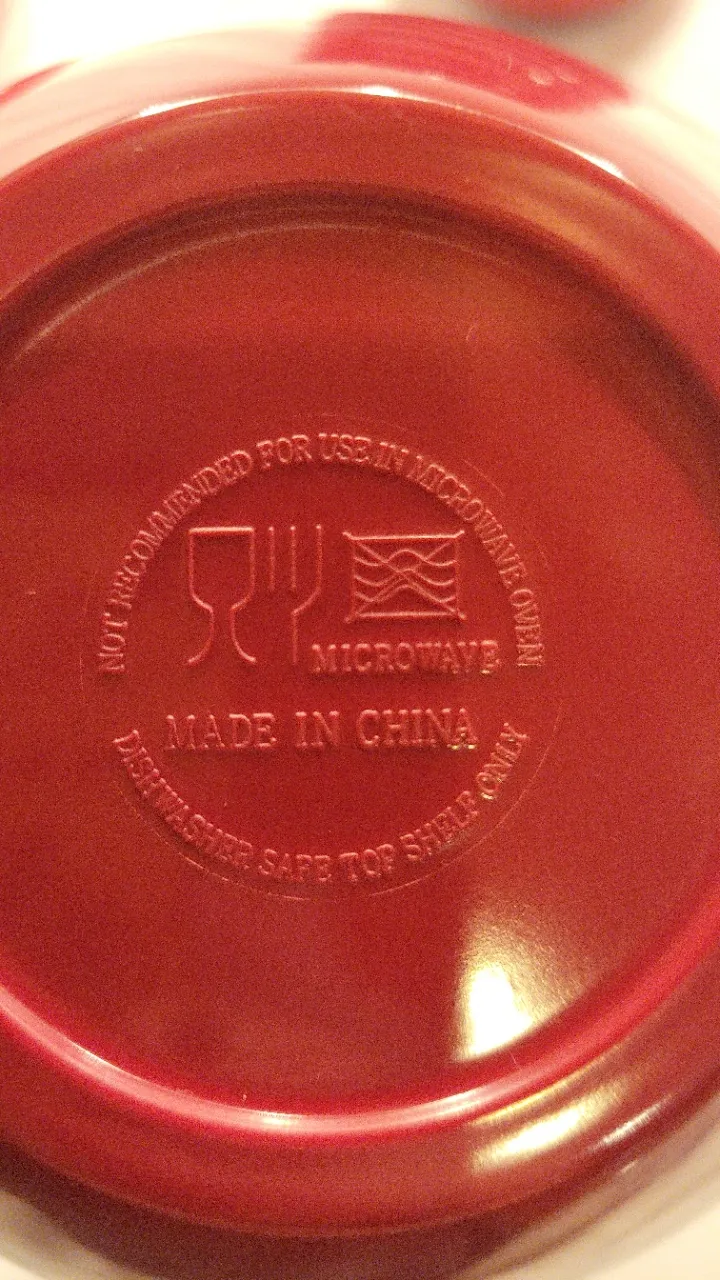 NOT RECOMMENDED FOR USE IN MICROWAVE OVEN
MICROWAVE
MADE IN CHINA
DISHWASHER SAFE TOP SHELF ONLY